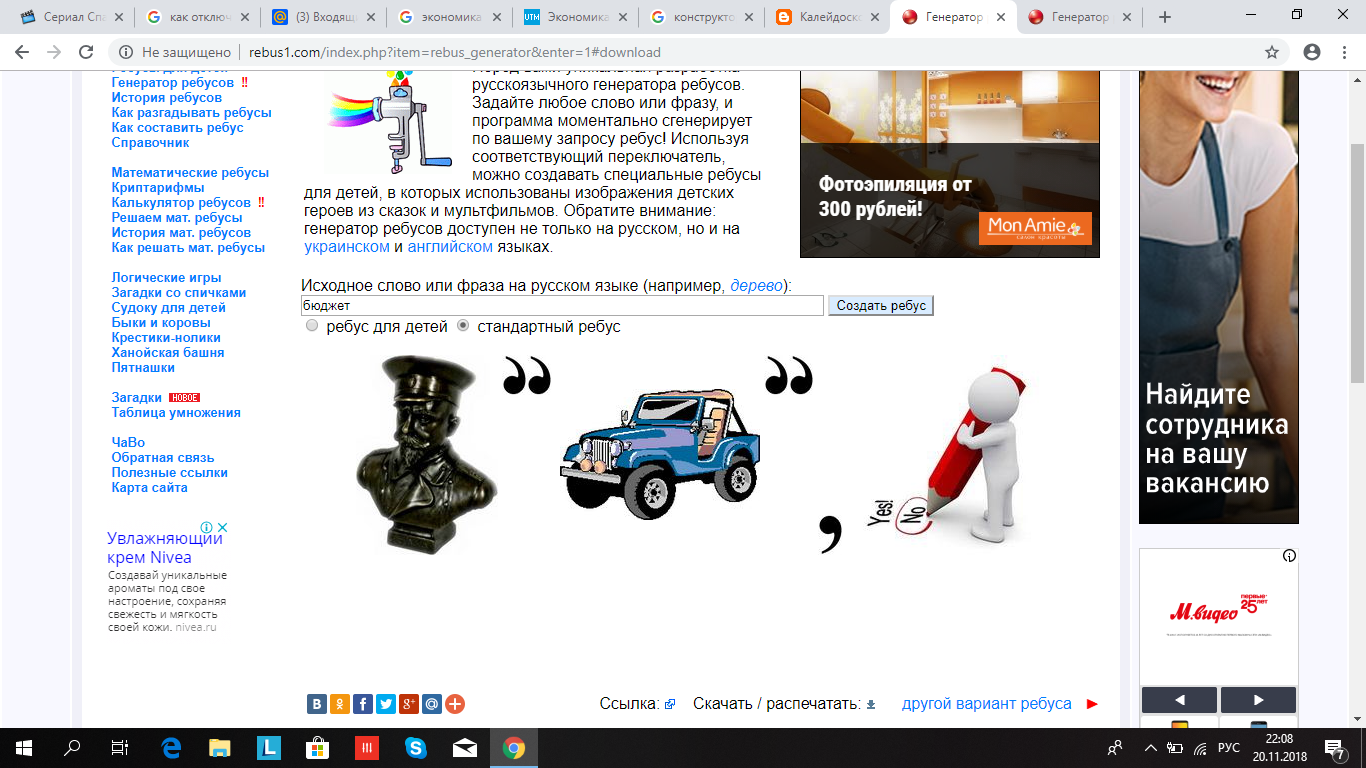 Сериал Спа
как отключ
(3) Входящ
экономика
Экономика
конструкто
Калейдоско
Генератор
Генератор
Не защищено
rebus1.com/index.php?item=rebus_generator&enter=1#download
Генератор ребусов !!
История ребусов
Как разгадывать ребусы
Как составить ребус
Справочник
Математические ребусы
Криптарифмы
Калькулятор ребусов !!
Решаем мат. ребусы
История мат. ребусов
Как решать мат. ребусы
Логические игры
Загадки со спичками
Судоку для детей
Быки и коровы
Крестики-нолики
Ханойская башня
Пятнашки
Загадки НОВОЕ
Таблица умножения
ЧаВо
Обратная связь
Полезные ссылки
Карта сайта
Увлажняющий
крем Nivea
Создавай уникальные
ароматы под свое
настроение, сохраняя
свежесть и мягкость
своей кожи. nivea.ru
русскоязычного генератора ребусов.
Задайте любое слово или фразу, и
программа моментально сгенерирует
по вашему запросу ребус! Используя
соответствующий переключатель,
можно создавать специальные ребусы
для детей, в которых использованы изображения детских
героев из сказок и мультфильмов. Обратите внимание:
генератор ребусов доступен не только на русском, но и на
украинском и английском языках.
Фотоэпиляция от
300 рублей!
Mon Amie
салон красоты
Исходное слово или фраза на русском языке (например, дерево):
бюджет
Создать ребус
ребус для детей стандартный ребус
„
„
,
Yes!
No
Ссылка: Скачать / распечатать: другой вариант ребуса
Найдите
сотрудника
на вашу
вакансию
М.видео первые 25 лет
РУС
22:08
20.11.2018
7